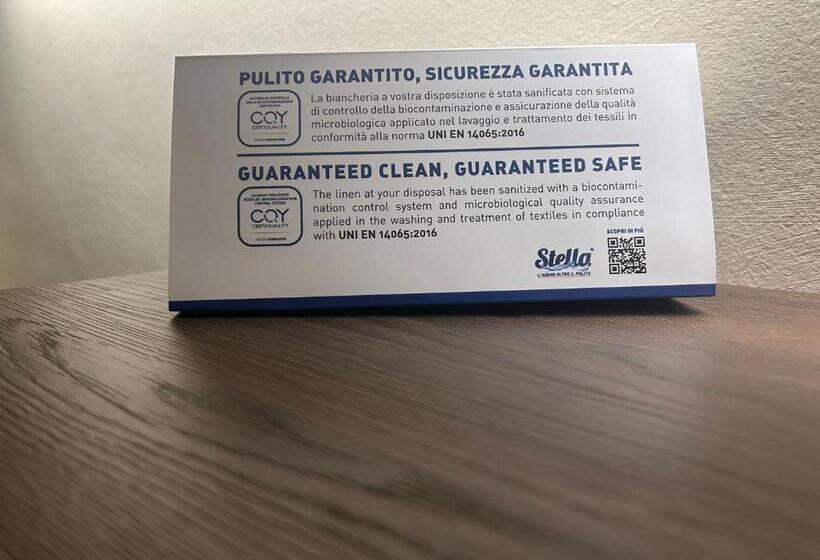 PULITO GARANTITO, SICUREZZA GARANTITA
CQY
CERTIQUALITY
La biancheria a vostra disposizione è stata sanificata con sistema
di controllo della biocontaminazione e assicurazione della qualità
microbiologica applicato nel lavaggio e trattamento dei tessili in
conformità alla norma UNI EN 14065:2016
GUARANTEED CLEAN, GUARANTEED SAFE
CQY
CERTIQUALITY
The linen at your disposal has been sanitized with a biocontami-
nation control system and microbiological quality assurance
applied in the washing and treatment of textiles in compliance
with UNI EN 14065:2016
SCOPRI DI PIÙ
Stella®
L'IGIENE OLTRE IL PULITO